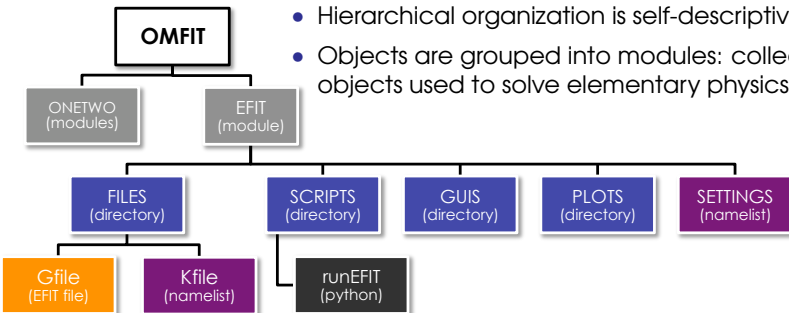 • Hierarchical organization is self-descriptiv
OMFIT
• Objects are grouped into modules: collec
objects used to solve elementary physics
ONETWO
(modules)
EFIT
(module)
FILES
(directory)
SCRIPTS
(directory)
GUIS
(directory)
PLOTS
(directory)
SETTINGS
(namelist)
Gfile
(EFIT file)
Kfile
(namelist)
runEFIT
(python)